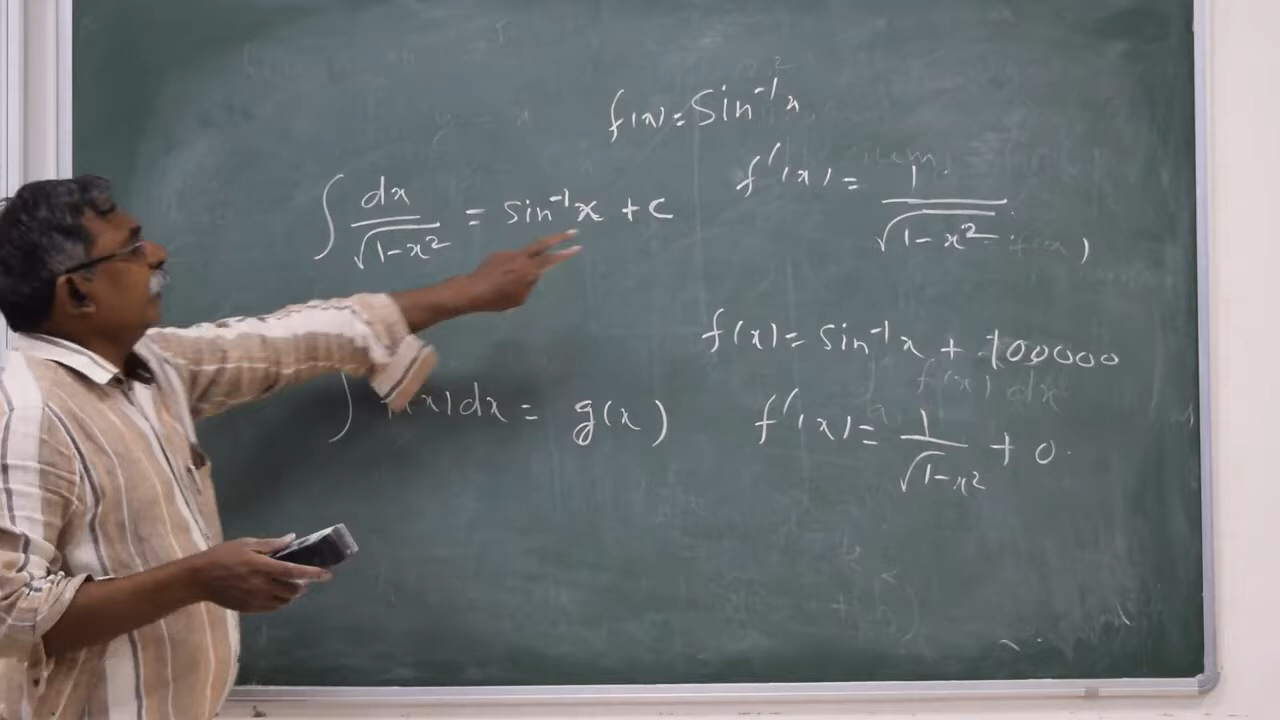 f(x) = Sin⁻¹x
∫ dx/√(1-x²) = sin⁻¹x + c
f'(x) = 1/√(1-x²)
f(x) = sin⁻¹x + 100000
∫ (x) dx = g(x)
f'(x) = 1/√(1-x²) + 0.